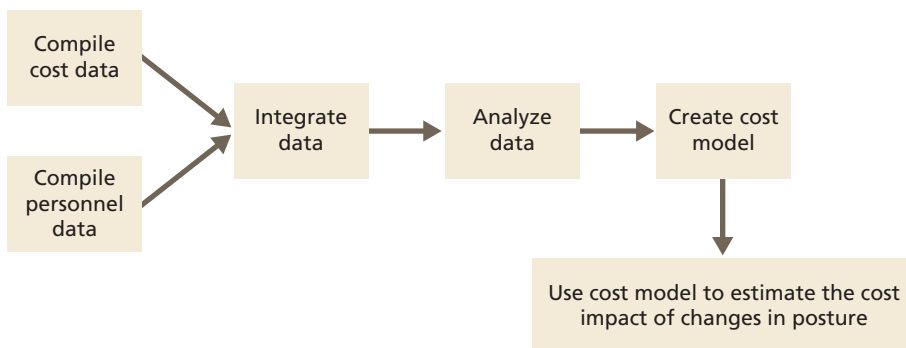 Compile
cost data
Compile
personnel
data
Integrate
data
Analyze
data
Create cost
model
Use cost model to estimate the cost
impact of changes in posture